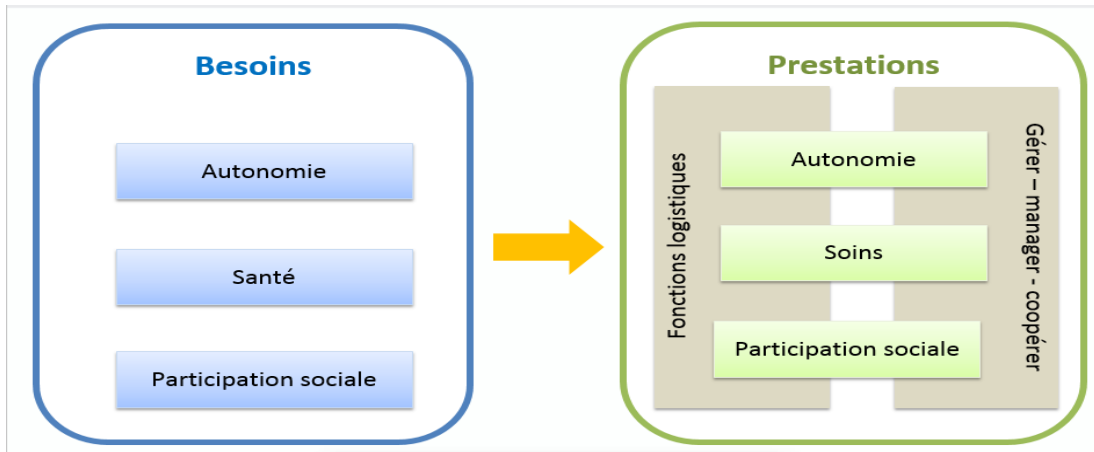 Besoins
Autonomie
Santé
Participation sociale
Prestations
Fonctions logistiques
Autonomie
Soins
Participation sociale
Gérer – manager - coopérer